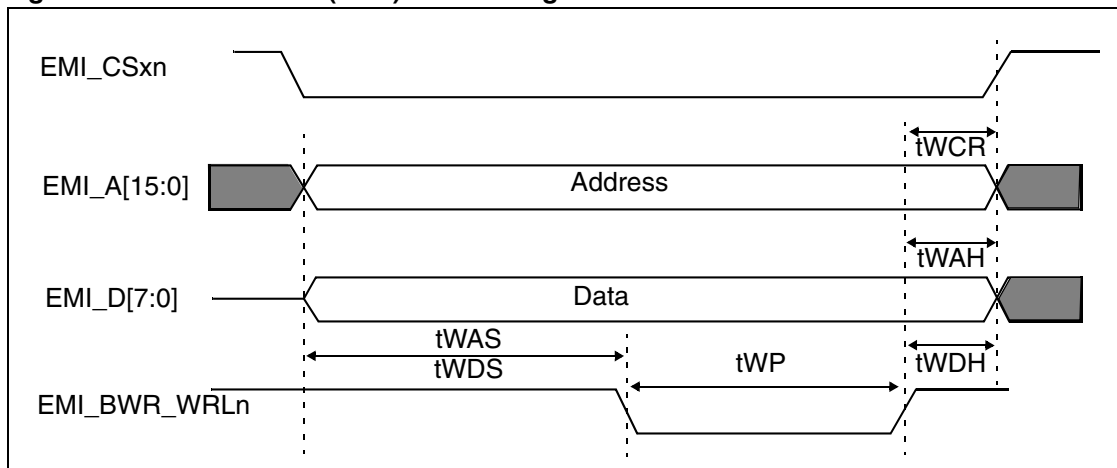 EMI_CSxn
tWCR
EMI_A[15:0]
Address
tWAH
EMI_D[7:0]
Data
tWAS
tWDS
tWP
tWDH
EMI_BWR_WRLn